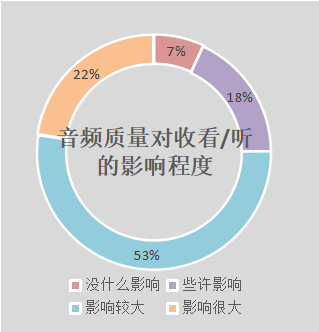 7%
22%
18%
音频质量对收看/听
的影响程度
53%
没什么影响 些许影响
影响较大 影响很大